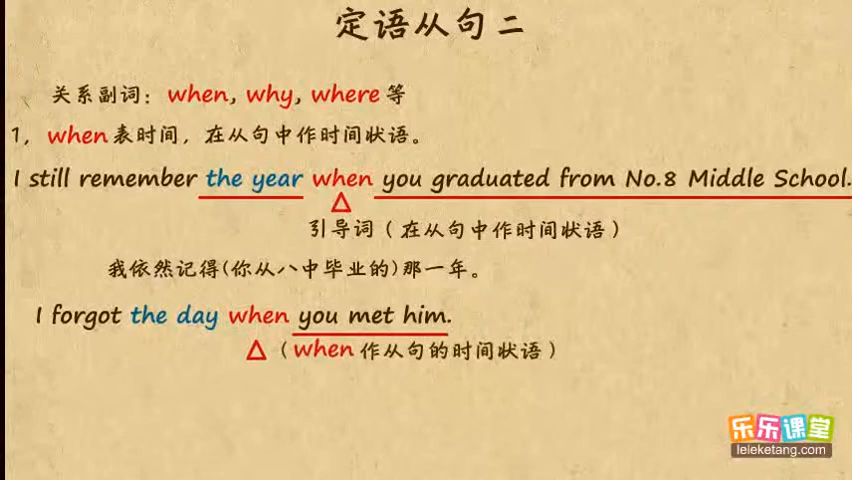 定语从句二
关系副词：when, why, where 等
1，when 表时间，在从句中作时间状语。
I still remember the year when you graduated from No.8 Middle School.
△
引导词（在从句中作时间状语）
我依然记得(你从八中毕业的)那一年。
I forgot the day when you met him.
△（when 作从句的时间状语）
乐乐课堂
leleketang.com